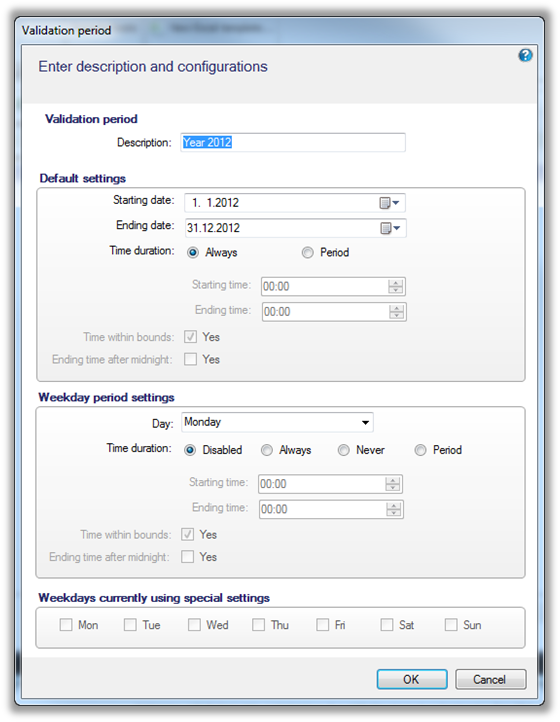 Validation period
Enter description and configurations
Validation period
Description: Year 2012
Default settings
Starting date: 1. 1.2012
Ending date: 31.12.2012
Time duration: Always Period
Starting time: 00:00
Ending time: 00:00
Time within bounds: Yes
Ending time after midnight: Yes
Weekday period settings
Day: Monday
Time duration: Disabled Always Never Period
Starting time: 00:00
Ending time: 00:00
Time within bounds: Yes
Ending time after midnight: Yes
Weekdays currently using special settings
Mon Tue Wed Thu Fri Sat Sun
OK Cancel